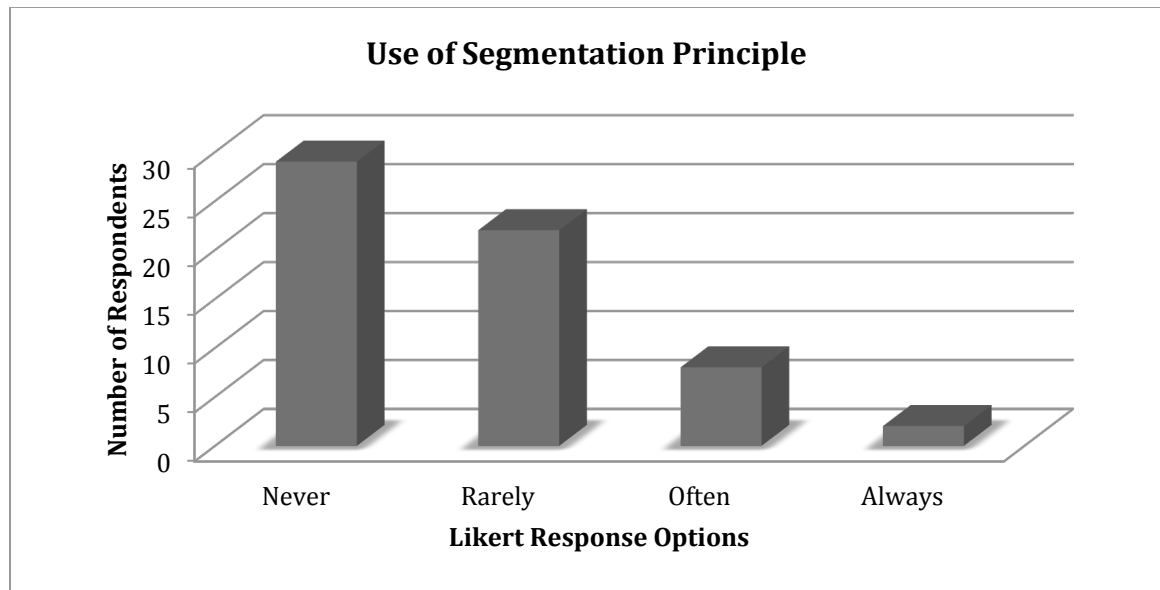 Use of Segmentation Principle
Number of Respondents
30
25
20
15
10
5
0
Never Rarely Often Always
Likert Response Options